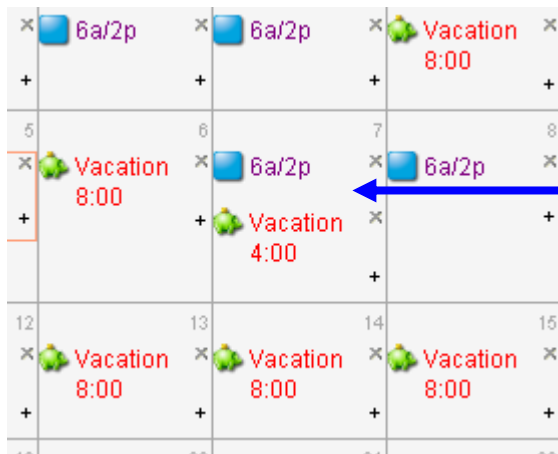 6a/2p 6a/2p Vacation
8:00
5 6 7 8
Vacation 6a/2p 6a/2p
8:00
Vacation
4:00
12 13 14 15
Vacation Vacation Vacation
8:00 8:00 8:00